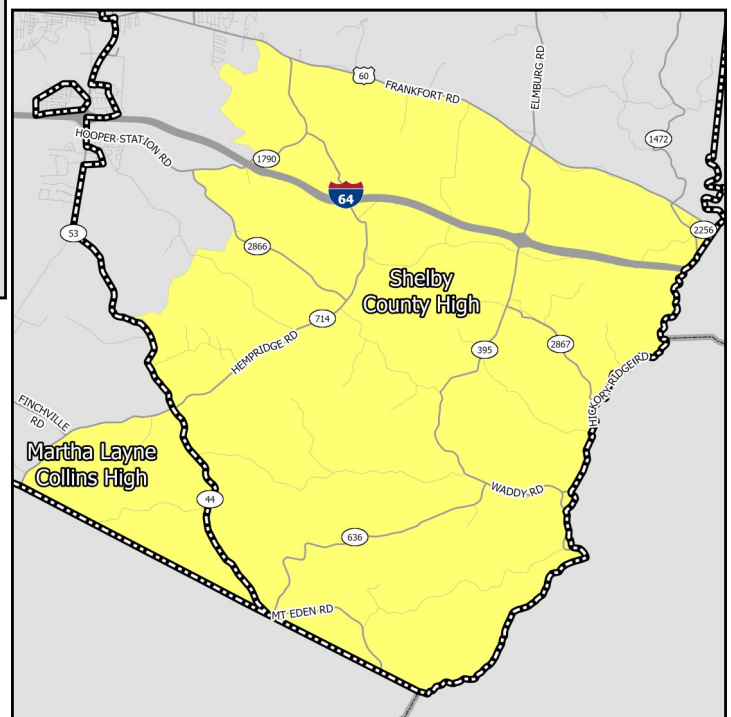 60
FRANKFORT RD
ELMBURG RD
1472
HOOPER STATION RD
1790
64
53
2256
2866
Shelby
County High
714
HEMPRIDGE RD
395
2867
HICKORY RIDGE RD
FINCHVILLE
RD
Martha Layne
Collins High
44
WADDY RD
636
MT EDEN RD